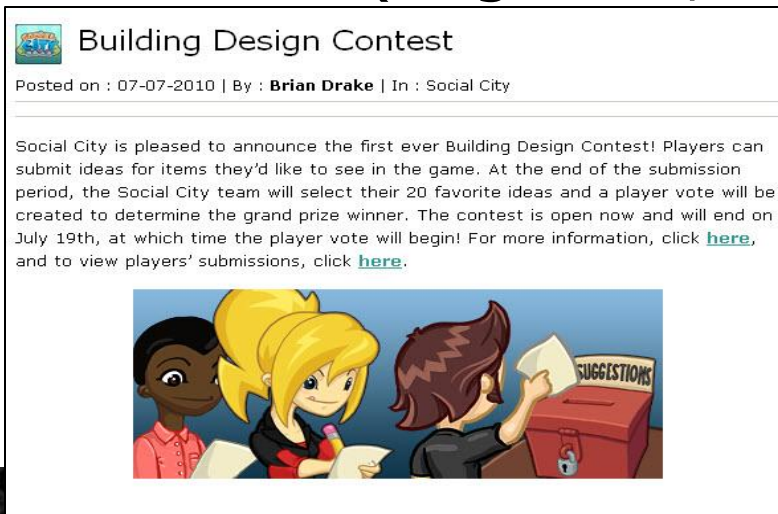 Building Design Contest
Posted on : 07-07-2010 | By : Brian Drake | In : Social City
Social City is pleased to announce the first ever Building Design Contest! Players can
submit ideas for items they'd like to see in the game. At the end of the submission
period, the Social City team will select their 20 favorite ideas and a player vote will be
created to determine the grand prize winner. The contest is open now and will end on
July 19th, at which time the player vote will begin! For more information, click here,
and to view players' submissions, click here.
SUGGESTIONS